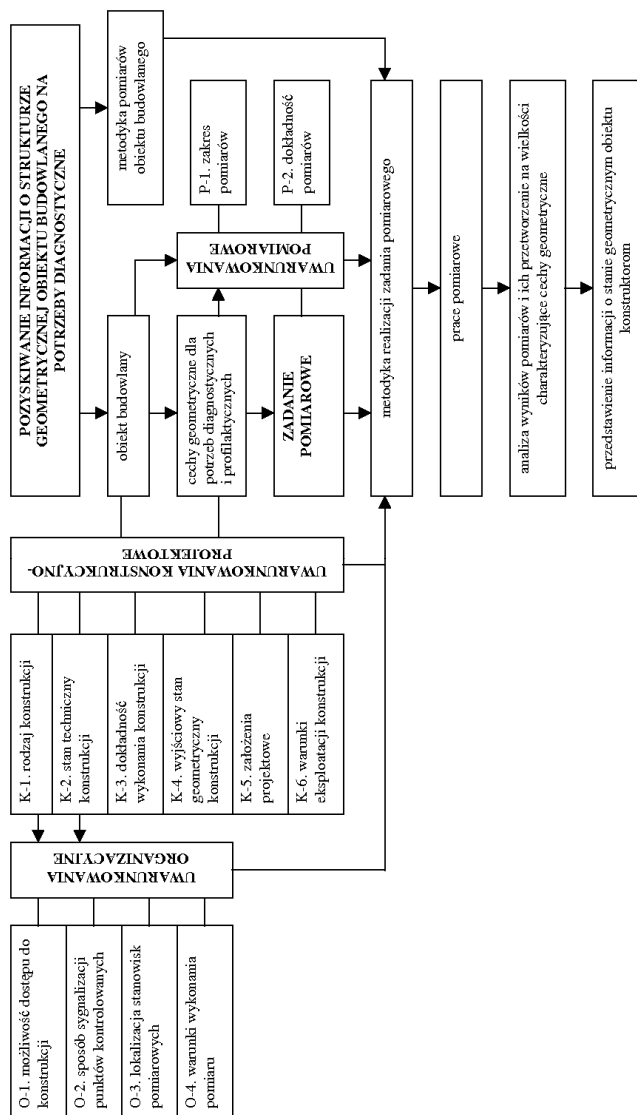 POZYSKIWANIE INFORMACJI O STRUKTURZE
GEOMETRYCZNEJ OBIEKTU BUDOWLANEGO NA
POTRZEBY DIAGNOSTYCZNE
metodyka pomiarów
obiektu budowlanego
obiekt budowlany
P-1. zakres
pomiarów
P-2. dokładność
pomiarów
UWARUNKOWANIA
POMIAROWE
cechy geometryczne dla
potrzeb diagnostycznych
i profilaktycznych
ZADANIE
POMIAROWE
metodyka realizacji zadania pomiarowego
prace pomiarowe
analiza wyników pomiarów i ich przetworzenie na wielkości
charakteryzujące cechy geometryczne
przedstawienie informacji o stanie geometrycznym obiektu
konstruktorom
UWARUNKOWANIA KONSTRUKCYJNO-
PROJEKTOWE
K-1. rodzaj konstrukcji
K-2. stan techniczny
konstrukcji
K-3. dokładność
wykonania konstrukcji
K-4. wyjściowy stan
geometryczny
konstrukcji
K-5. założenia
projektowe
K-6. warunki
eksploatacji konstrukcji
UWARUNKOWANIA
ORGANIZACYJNE
O-1. możliwość dostępu do
konstrukcji
O-2. sposób sygnalizacji
punktów kontrolowanych
O-3. lokalizacja stanowisk
pomiarowych
O-4. warunki wykonania
pomiaru